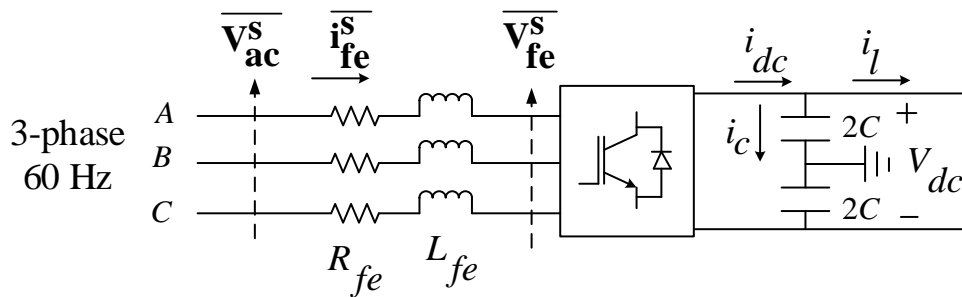 V^s_ac i^s_fe V^s_fe i_dc i_l
3-phase
60 Hz
A
B
C
R_fe L_fe
i_c
2C
2C
+
V_dc
−